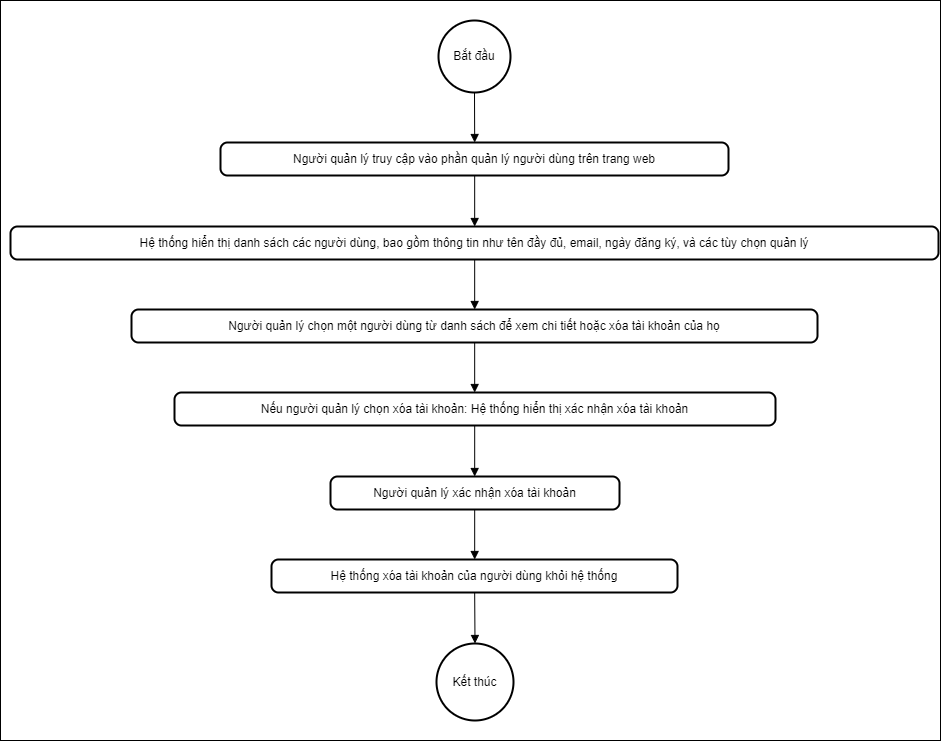 Bắt đầu
Người quản lý truy cập vào phần quản lý người dùng trên trang web
Hệ thống hiển thị danh sách các người dùng, bao gồm thông tin như tên đầy đủ, email, ngày đăng ký, và các tùy chọn quản lý
Người quản lý chọn một người dùng từ danh sách để xem chi tiết hoặc xóa tài khoản của họ
Nếu người quản lý chọn xóa tài khoản: Hệ thống hiển thị xác nhận xóa tài khoản
Người quản lý xác nhận xóa tài khoản
Hệ thống xóa tài khoản của người dùng khỏi hệ thống
Kết thúc